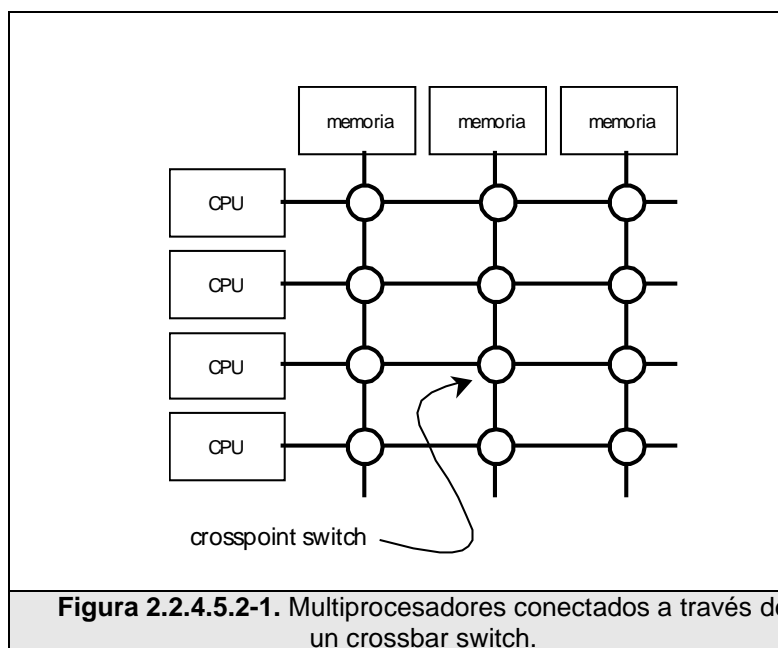 memoria memoria memoria
CPU
CPU
CPU
CPU
crosspoint switch
Figura 2.2.4.5.2-1. Multiprocesadores conectados a través de
un crossbar switch.